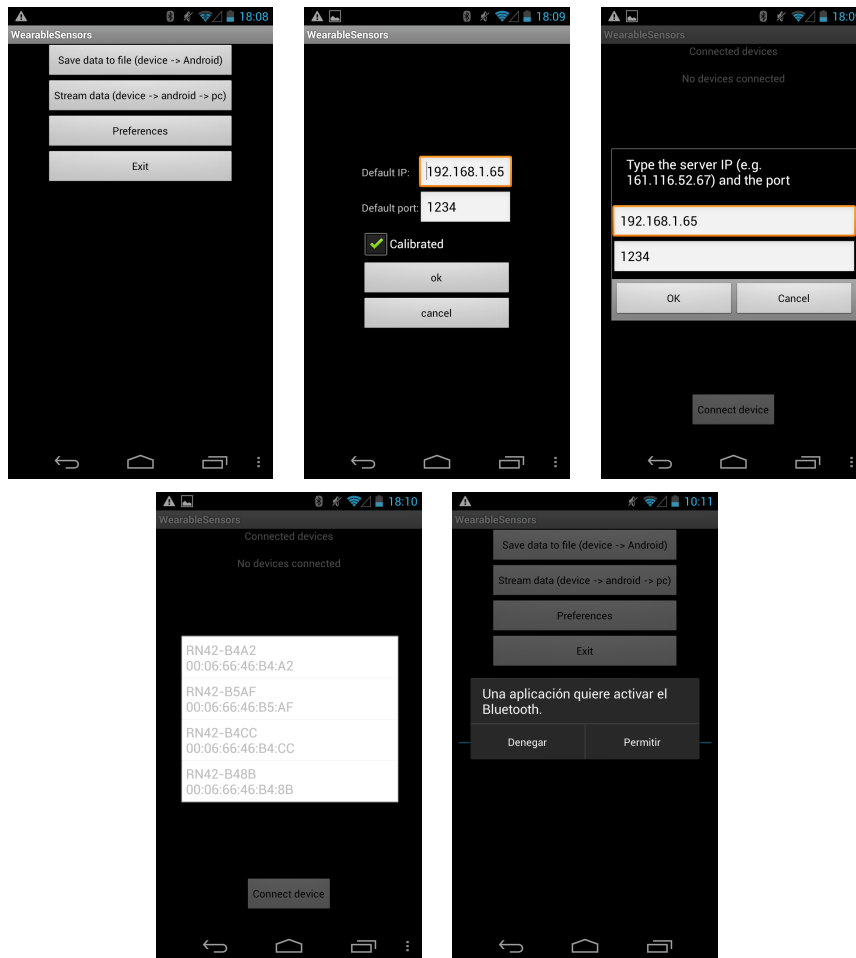 18:08
WearableSensors
Save data to file (device -> Android)
Stream data (device -> android -> pc)
Preferences
Exit
18:09
WearableSensors
Default IP: 192.168.1.65
Default port: 1234
Calibrated
ok
cancel
18:09
WearableSensors
Connected devices
No devices connected
Type the server IP (e.g.
161.116.52.67) and the port
192.168.1.65
1234
OK Cancel
Connect device
18:10
WearableSensors
Connected devices
No devices connected
RN42-B4A2
00:06:66:46:B4:A2
RN42-B5AF
00:06:66:46:B5:AF
RN42-B4CC
00:06:66:46:B4:CC
RN42-B48B
00:06:66:46:B4:8B
Connect device
10:11
WearableSensors
Save data to file (device -> Android)
Stream data (device -> android -> pc)
Preferences
Exit
Una aplicación quiere activar el
Bluetooth.
Denegar Permitir